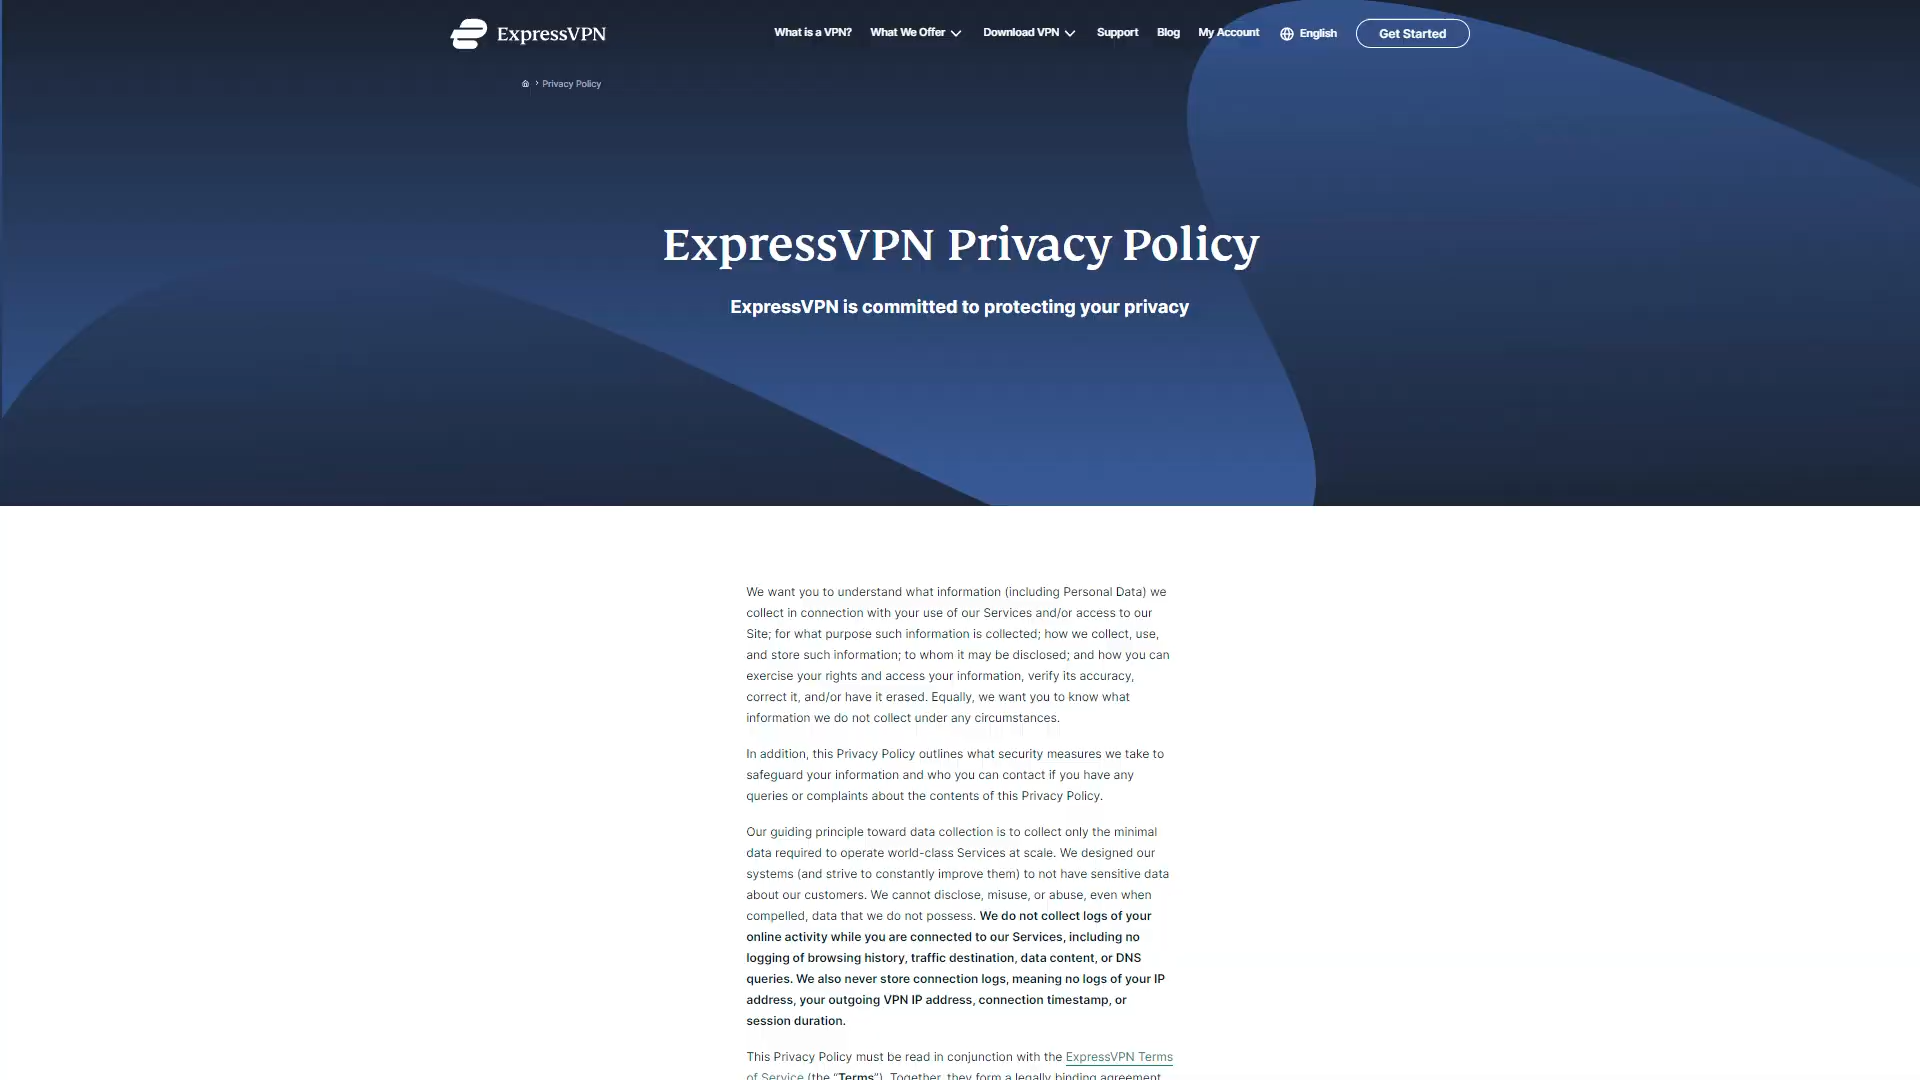 ExpressVPN
What is a VPN? What We Offer Download VPN Support Blog My Account English Get Started
Privacy Policy
ExpressVPN Privacy Policy
ExpressVPN is committed to protecting your privacy
We want you to understand what information (including Personal Data) we
collect in connection with your use of our Services and/or access to our
Site; for what purpose such information is collected; how we collect, use,
and store such information; to whom it may be disclosed; and how you can
exercise your rights and access your information, verify its accuracy,
correct it, and/or have it erased. Equally, we want you to know what
information we do not collect under any circumstances.
In addition, this Privacy Policy outlines what security measures we take to
safeguard your information and who you can contact if you have any
queries or complaints about the contents of this Privacy Policy.
Our guiding principle toward data collection is to collect only the minimal
data required to operate world-class Services at scale. We designed our
systems (and strive to constantly improve them) to not have sensitive data
about our customers. We cannot disclose, misuse, or abuse, even when
compelled, data that we do not possess. We do not collect logs of your
online activity while you are connected to our Services, including no
logging of browsing history, traffic destination, data content, or DNS
queries. We also never store connection logs, meaning no logs of your IP
address, your outgoing VPN IP address, connection timestamp, or
session duration.
This Privacy Policy must be read in conjunction with the ExpressVPN Terms
of Service (the “Terms”). Together, they form a legally binding agreement